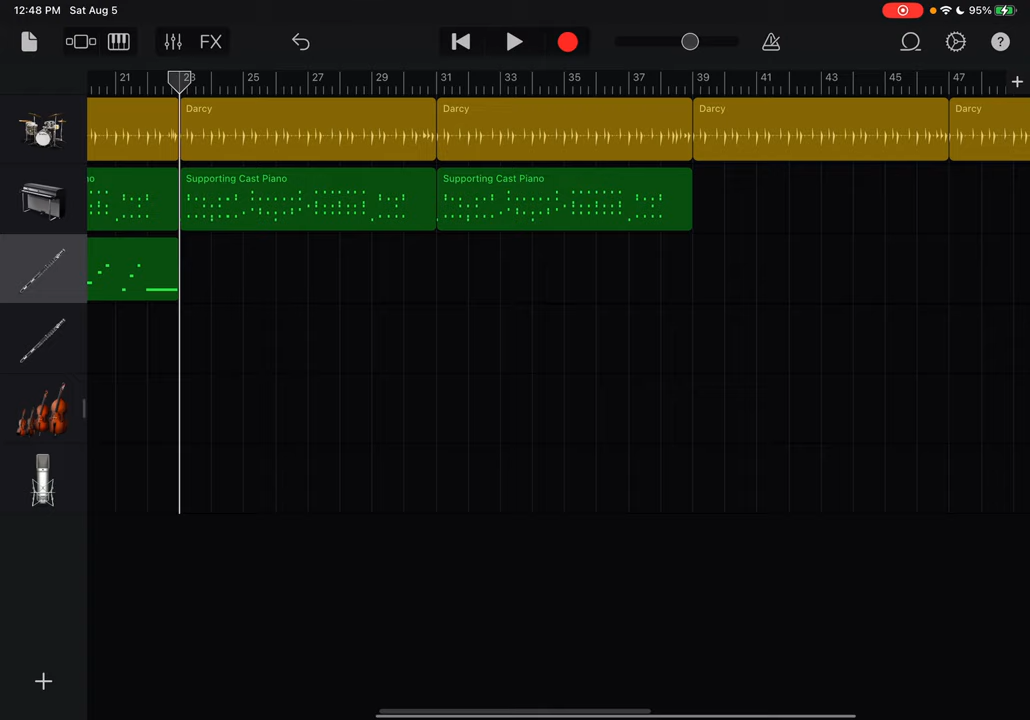 12:48 PM Sat Aug 5 95%
FX ?
21 23 25 27 29 31 33 35 37 39 41 43 45 47 +
Darcy Darcy Darcy Darcy
no Supporting Cast Piano Supporting Cast Piano
+